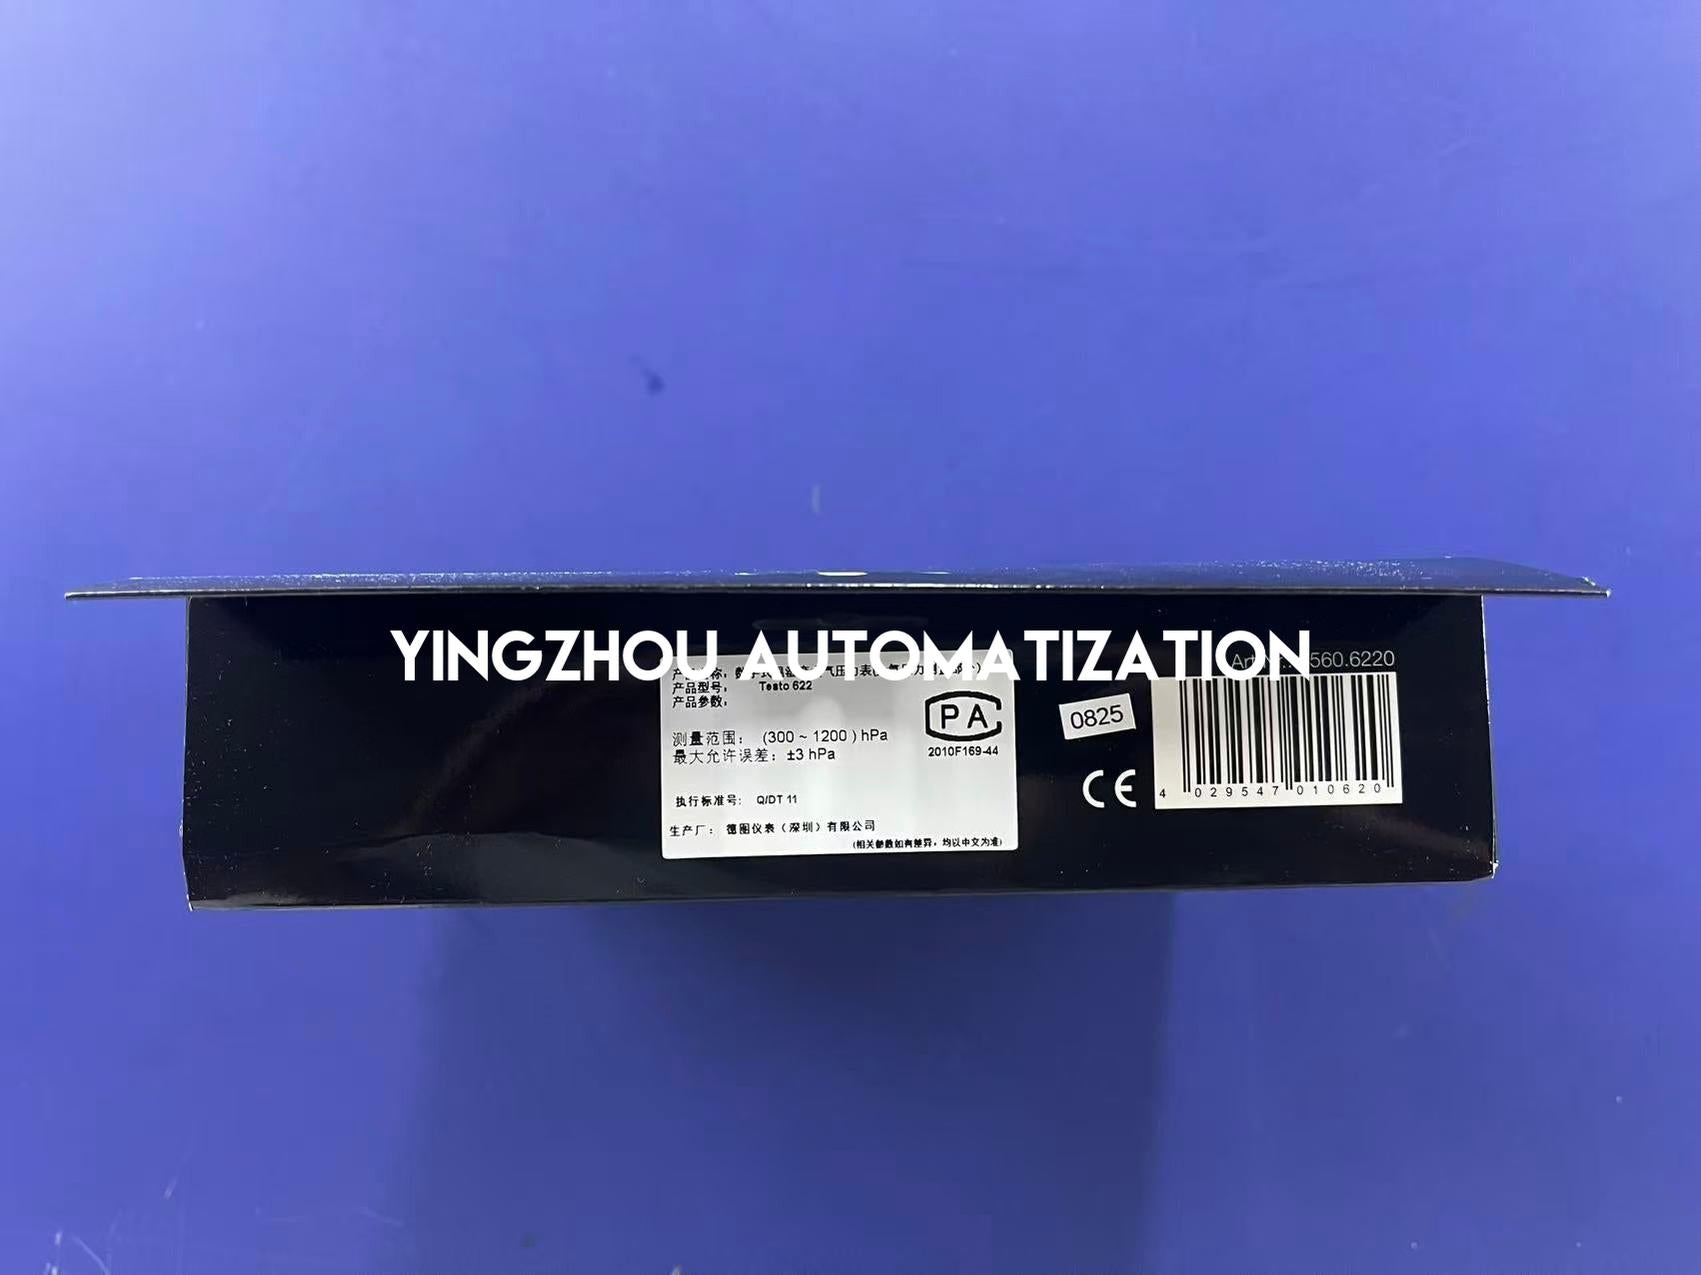 YINGZHOU AUTOMATIZATION
560.6220
产品型号： Testo 622
产品参数：
测量范围： (300 ~ 1200 ) hPa
最大允许误差： ±3 hPa
执行标准号： Q/DT 11
生产厂： 德图仪表（深圳）有限公司
(相关参数如有差异，均以中文为准)
PA
2010F169-44
0825
CE
4 029547 010620